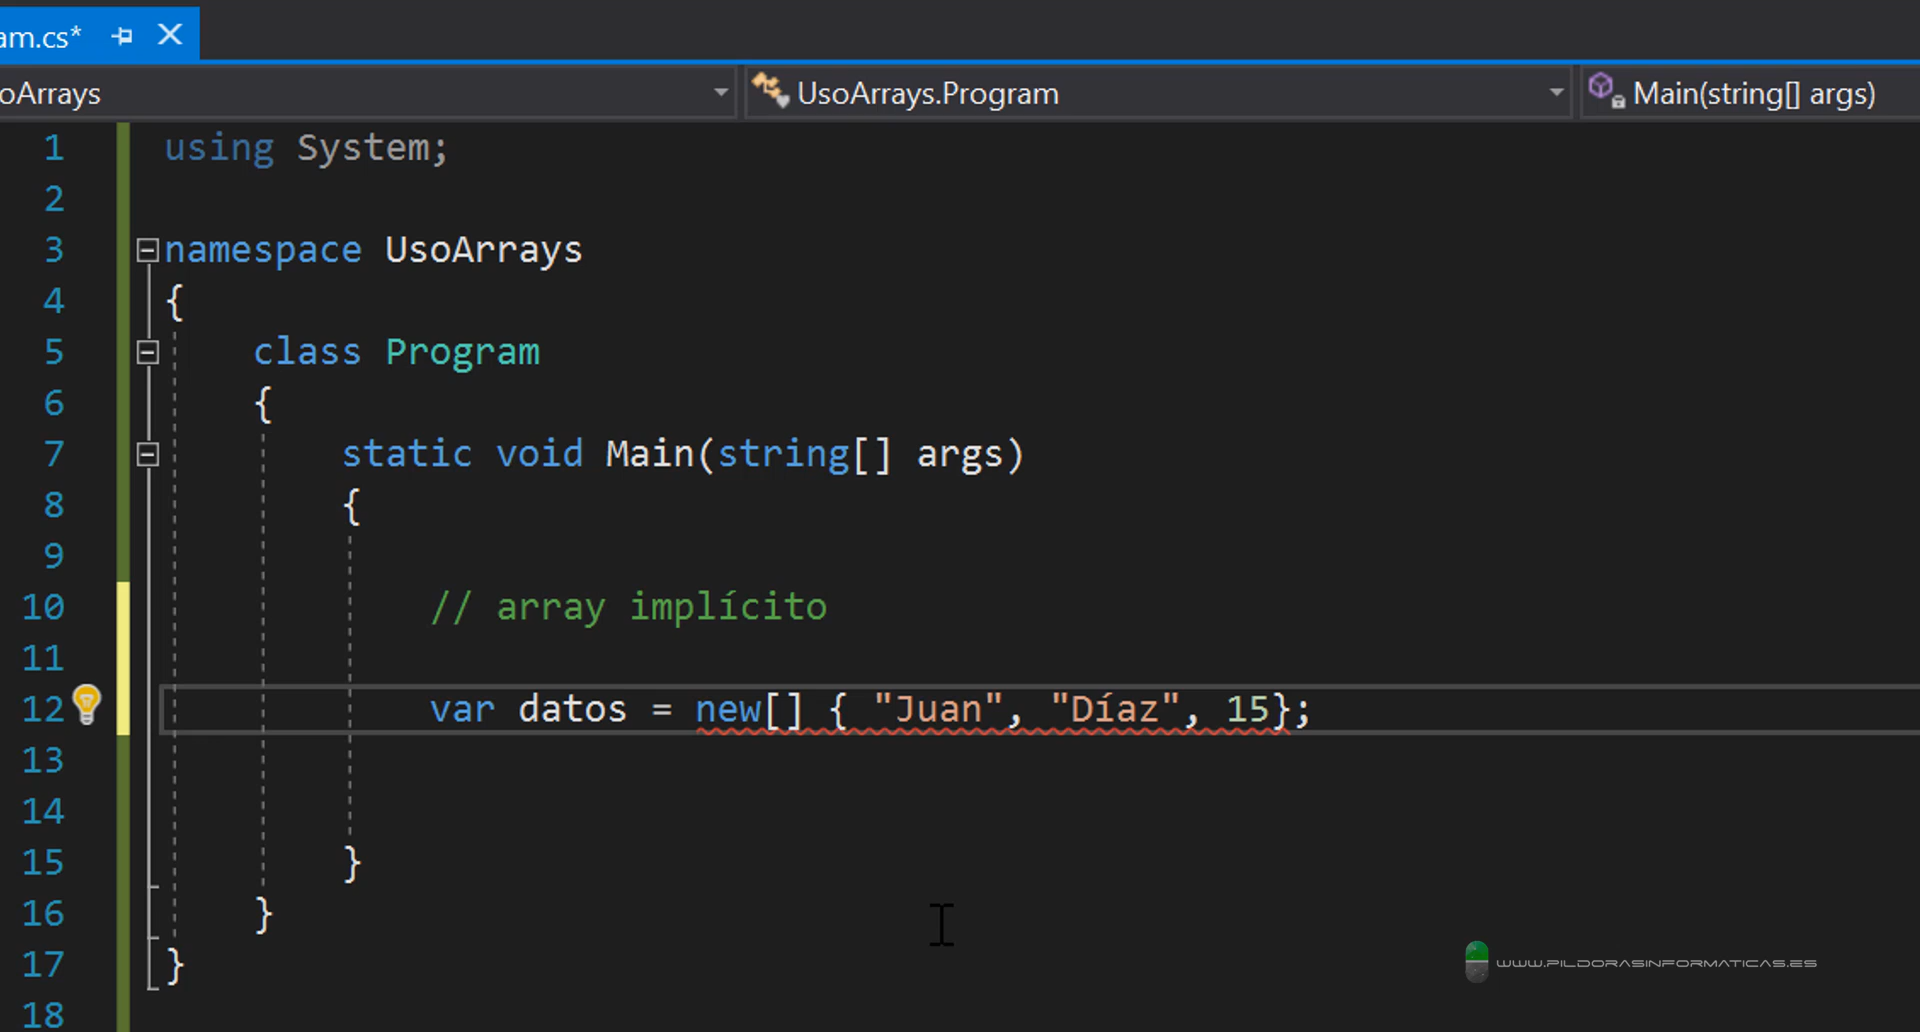 am.cs*
oArrays
UsoArrays.Program
Main(string[] args)
1 using System;
2
3 namespace UsoArrays
4 {
5 class Program
6 {
7 static void Main(string[] args)
8 {
9
10 // array implícito
11
12 var datos = new[] { "Juan", "Díaz", 15};
13
14
15 }
16 }
17 }
18
WWW.PILDORASINFORMATICAS.ES